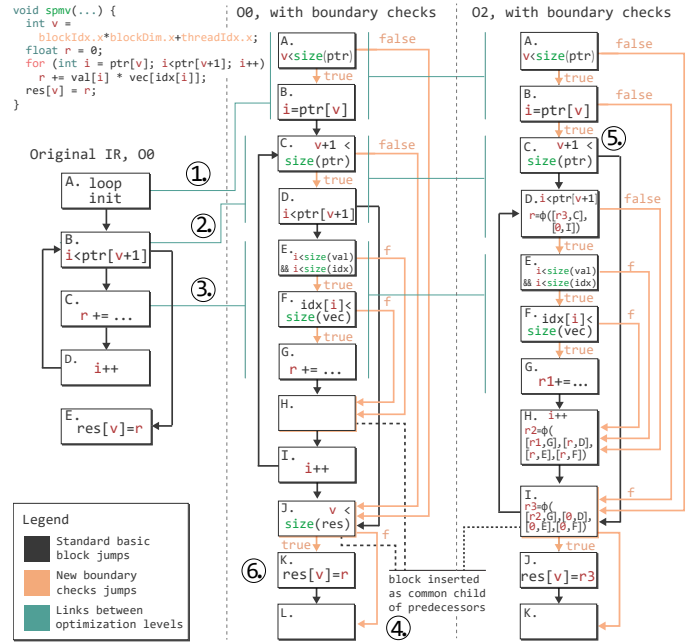 void spmv(...) {
int v =
blockIdx.x*blockDim.x+threadIdx.x;
float r = 0;
for (int i = ptr[v]; i<ptr[v+1]; i++)
r += val[i] * vec[idx[i]];
res[v] = r;
}
Original IR, O0
A. loop
init
B.
i<ptr[v+1]
C.
r += ...
D.
i++
E.
res[v]=r
1.
2.
3.
Legend
Standard basic
block jumps
New boundary
checks jumps
Links between
optimization levels
O0, with boundary checks
A.
v<size(ptr)
false
true
B.
i=ptr[v]
C. v+1 <
size(ptr)
false
true
D.
i<ptr[v+1]
E.
i<size(val)
&& i<size(idx)
f
true
F.
idx[i]<
size(vec)
f
true
G.
r += ...
H.
I.
i++
J. v <
size(res)
f
true
6.
K.
res[v]=r
L.
4.
block inserted
as common child
of predecessors
O2, with boundary checks
A.
v<size(ptr)
false
true
B.
i=ptr[v]
false
true
5.
C. v+1 <
size(ptr)
D. i<ptr[v+1]
r=ϕ([r3,C],
[0,I])
false
true
E.
i<size(val)
&& i<size(idx)
f
true
F.
idx[i]<
size(vec)
f
true
G.
r1+=...
H. i++
r2=ϕ(
[r1,G],[r,D],
[r,E],[r,F])
I.
r3=ϕ(
[r2,G],[0,D],
[0,E],[0,F])
f
f
true
J.
res[v]=r3
K.